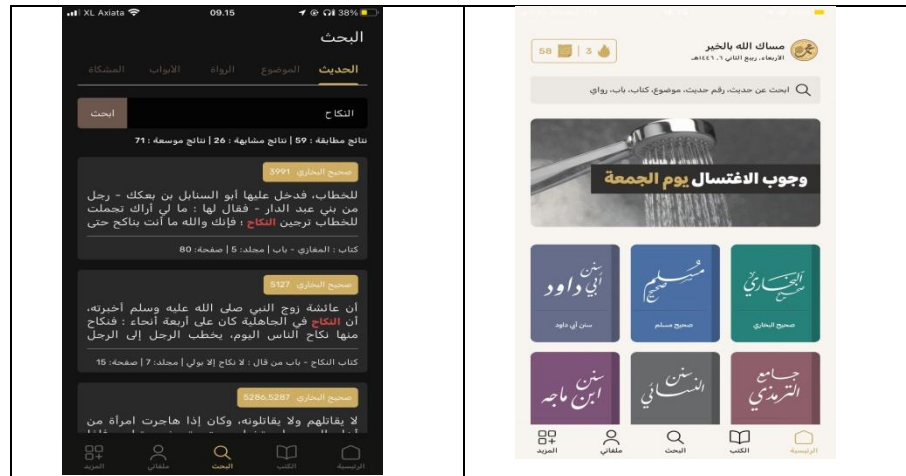 XL Axiata 09.15 38%
البحث
الحديث الموضوع الرواة الأبواب المشكاة
النكاح ابحث
نتائج مطابقة : 59 | نتائج مشابهة : 26 | نتائج موسعة : 71
صحيح البخاري 3991
للخطاب، فدخل عليها أبو السنابل بن بعكك - رجل
من بني عبد الدار - فقال لها : ما لي أراك تجملت
للخطاب ترجين النكاح ؛ فإنك والله ما أنت بناكح حتى
كتاب : المغازي - باب | مجلد: 5 | صفحة: 80
صحيح البخاري 5127
أن عائشة زوج النبي صلى الله عليه وسلم أخبرته،
أن النكاح في الجاهلية كان على أربعة أنحاء : فنكاح
منها نكاح الناس اليوم، يخطب الرجل إلى الرجل
كتاب النكاح - باب من قال : لا نكاح إلا بولي | مجلد: 7 | صفحة: 15
صحيح البخاري 5286.5287
لا يقاتلهم ولا يقاتلونه، وكان إذا هاجرت امرأة من
الرئيسية الكتب البحث ملفاتي المزيد
مساك الله بالخير
الأربعاء، ربيع الثاني ٦، ١٤٤٦هـ
3 | 58
ابحث عن حديث، رقم حديث، موضوع، كتاب، باب، رواي
وجوب الاغتسال يوم الجمعة
صحيح البخاري
صحيح البخاري
صحيح مسلم
صحيح مسلم
سنن أبي داود
سنن أبي داود
جامع الترمذي
سنن النسائي
سنن ابن ماجه
الرئيسية الكتب البحث ملفاتي المزيد